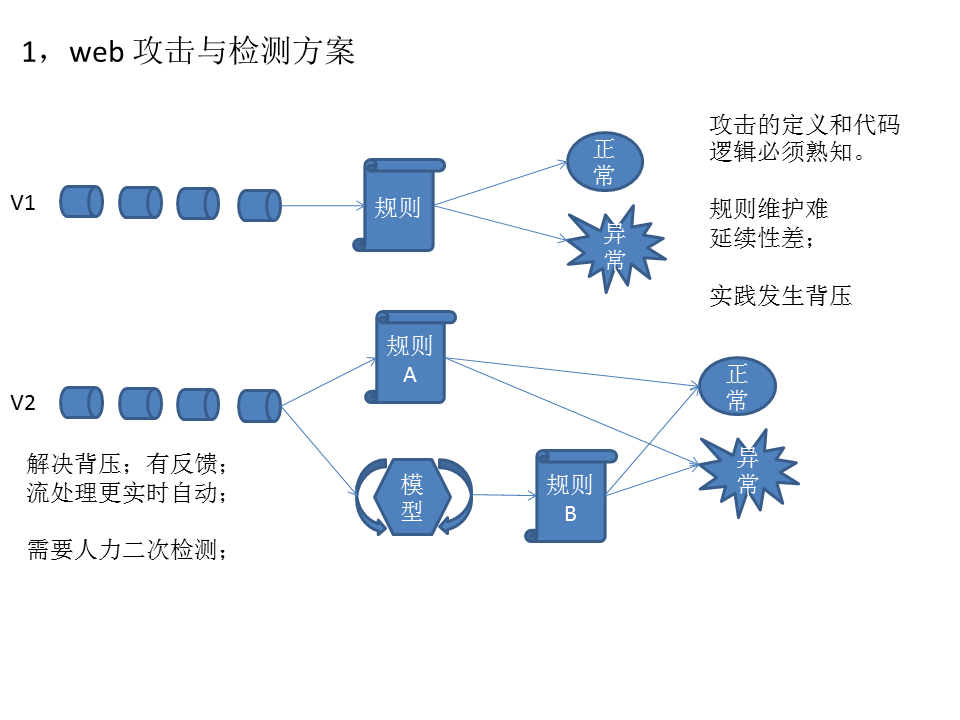 1，web 攻击与检测方案
攻击的定义和代码
逻辑必须熟知。
规则维护难
延续性差；
实践发生背压
V1
规则
正
常
异
常
V2
规则
A
模
型
规则
B
正
常
异
常
解决背压；有反馈；
流处理更实时自动；
需要人力二次检测；